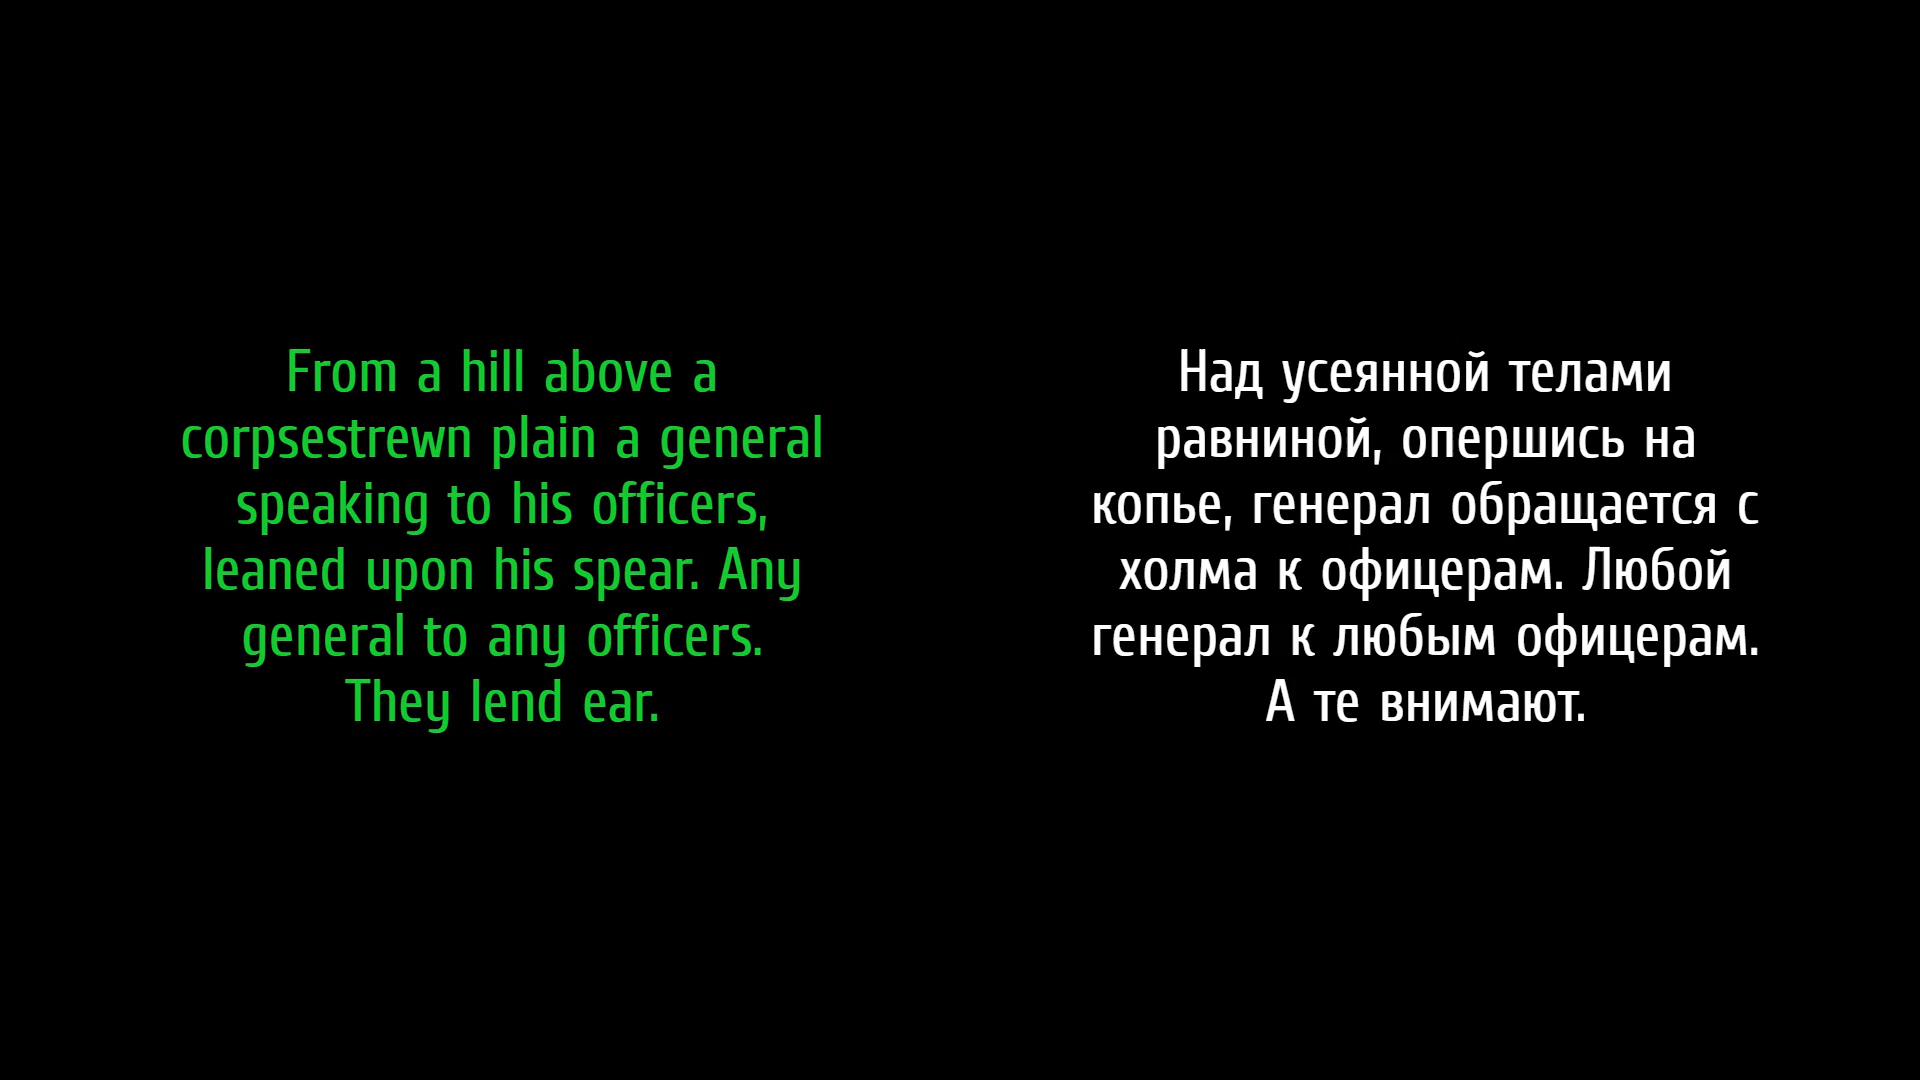 From a hill above a
corpsestrewn plain a general
speaking to his officers,
leaned upon his spear. Any
general to any officers.
They lend ear.
Над усеянной телами
равниной, опершись на
копье, генерал обращается с
холма к офицерам. Любой
генерал к любым офицерам.
А те внимают.